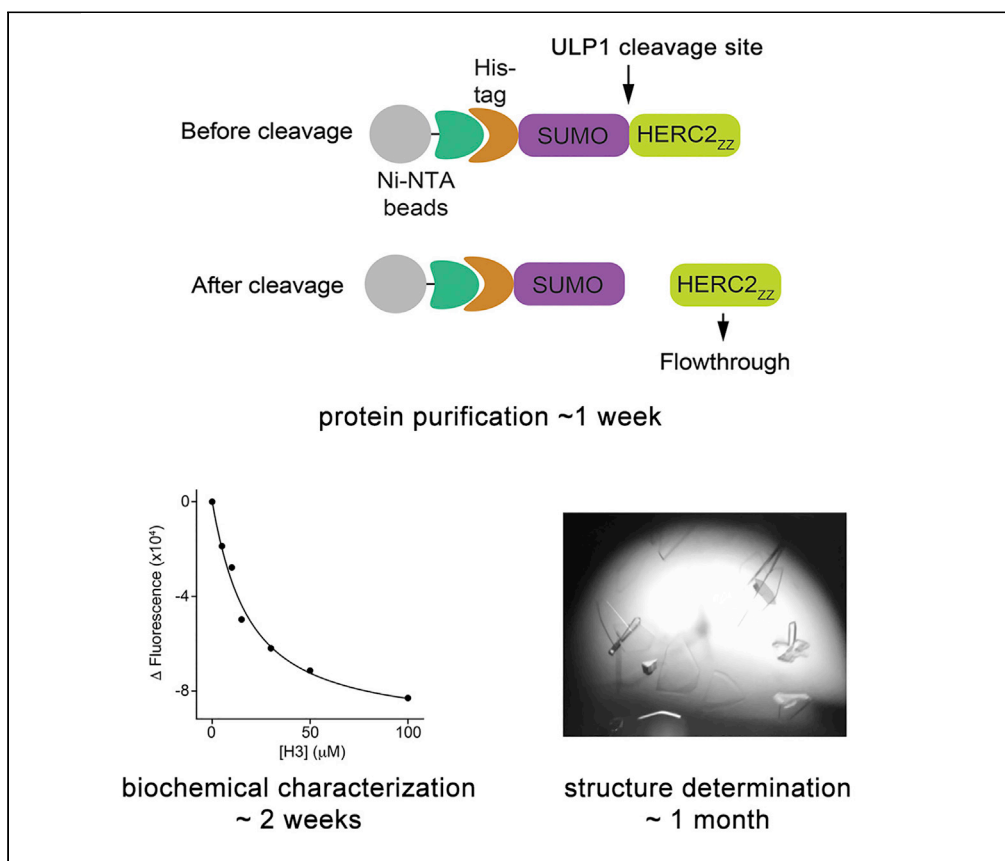 ULP1 cleavage site
His-
tag
Before cleavage
SUMO
HERC2ZZ
Ni-NTA
beads
After cleavage
SUMO
HERC2ZZ
Flowthrough
protein purification ~1 week
0
-4
-8
Δ Fluorescence (x10⁴)
0
50
100
[H3] (μM)
biochemical characterization
~ 2 weeks
structure determination
~ 1 month